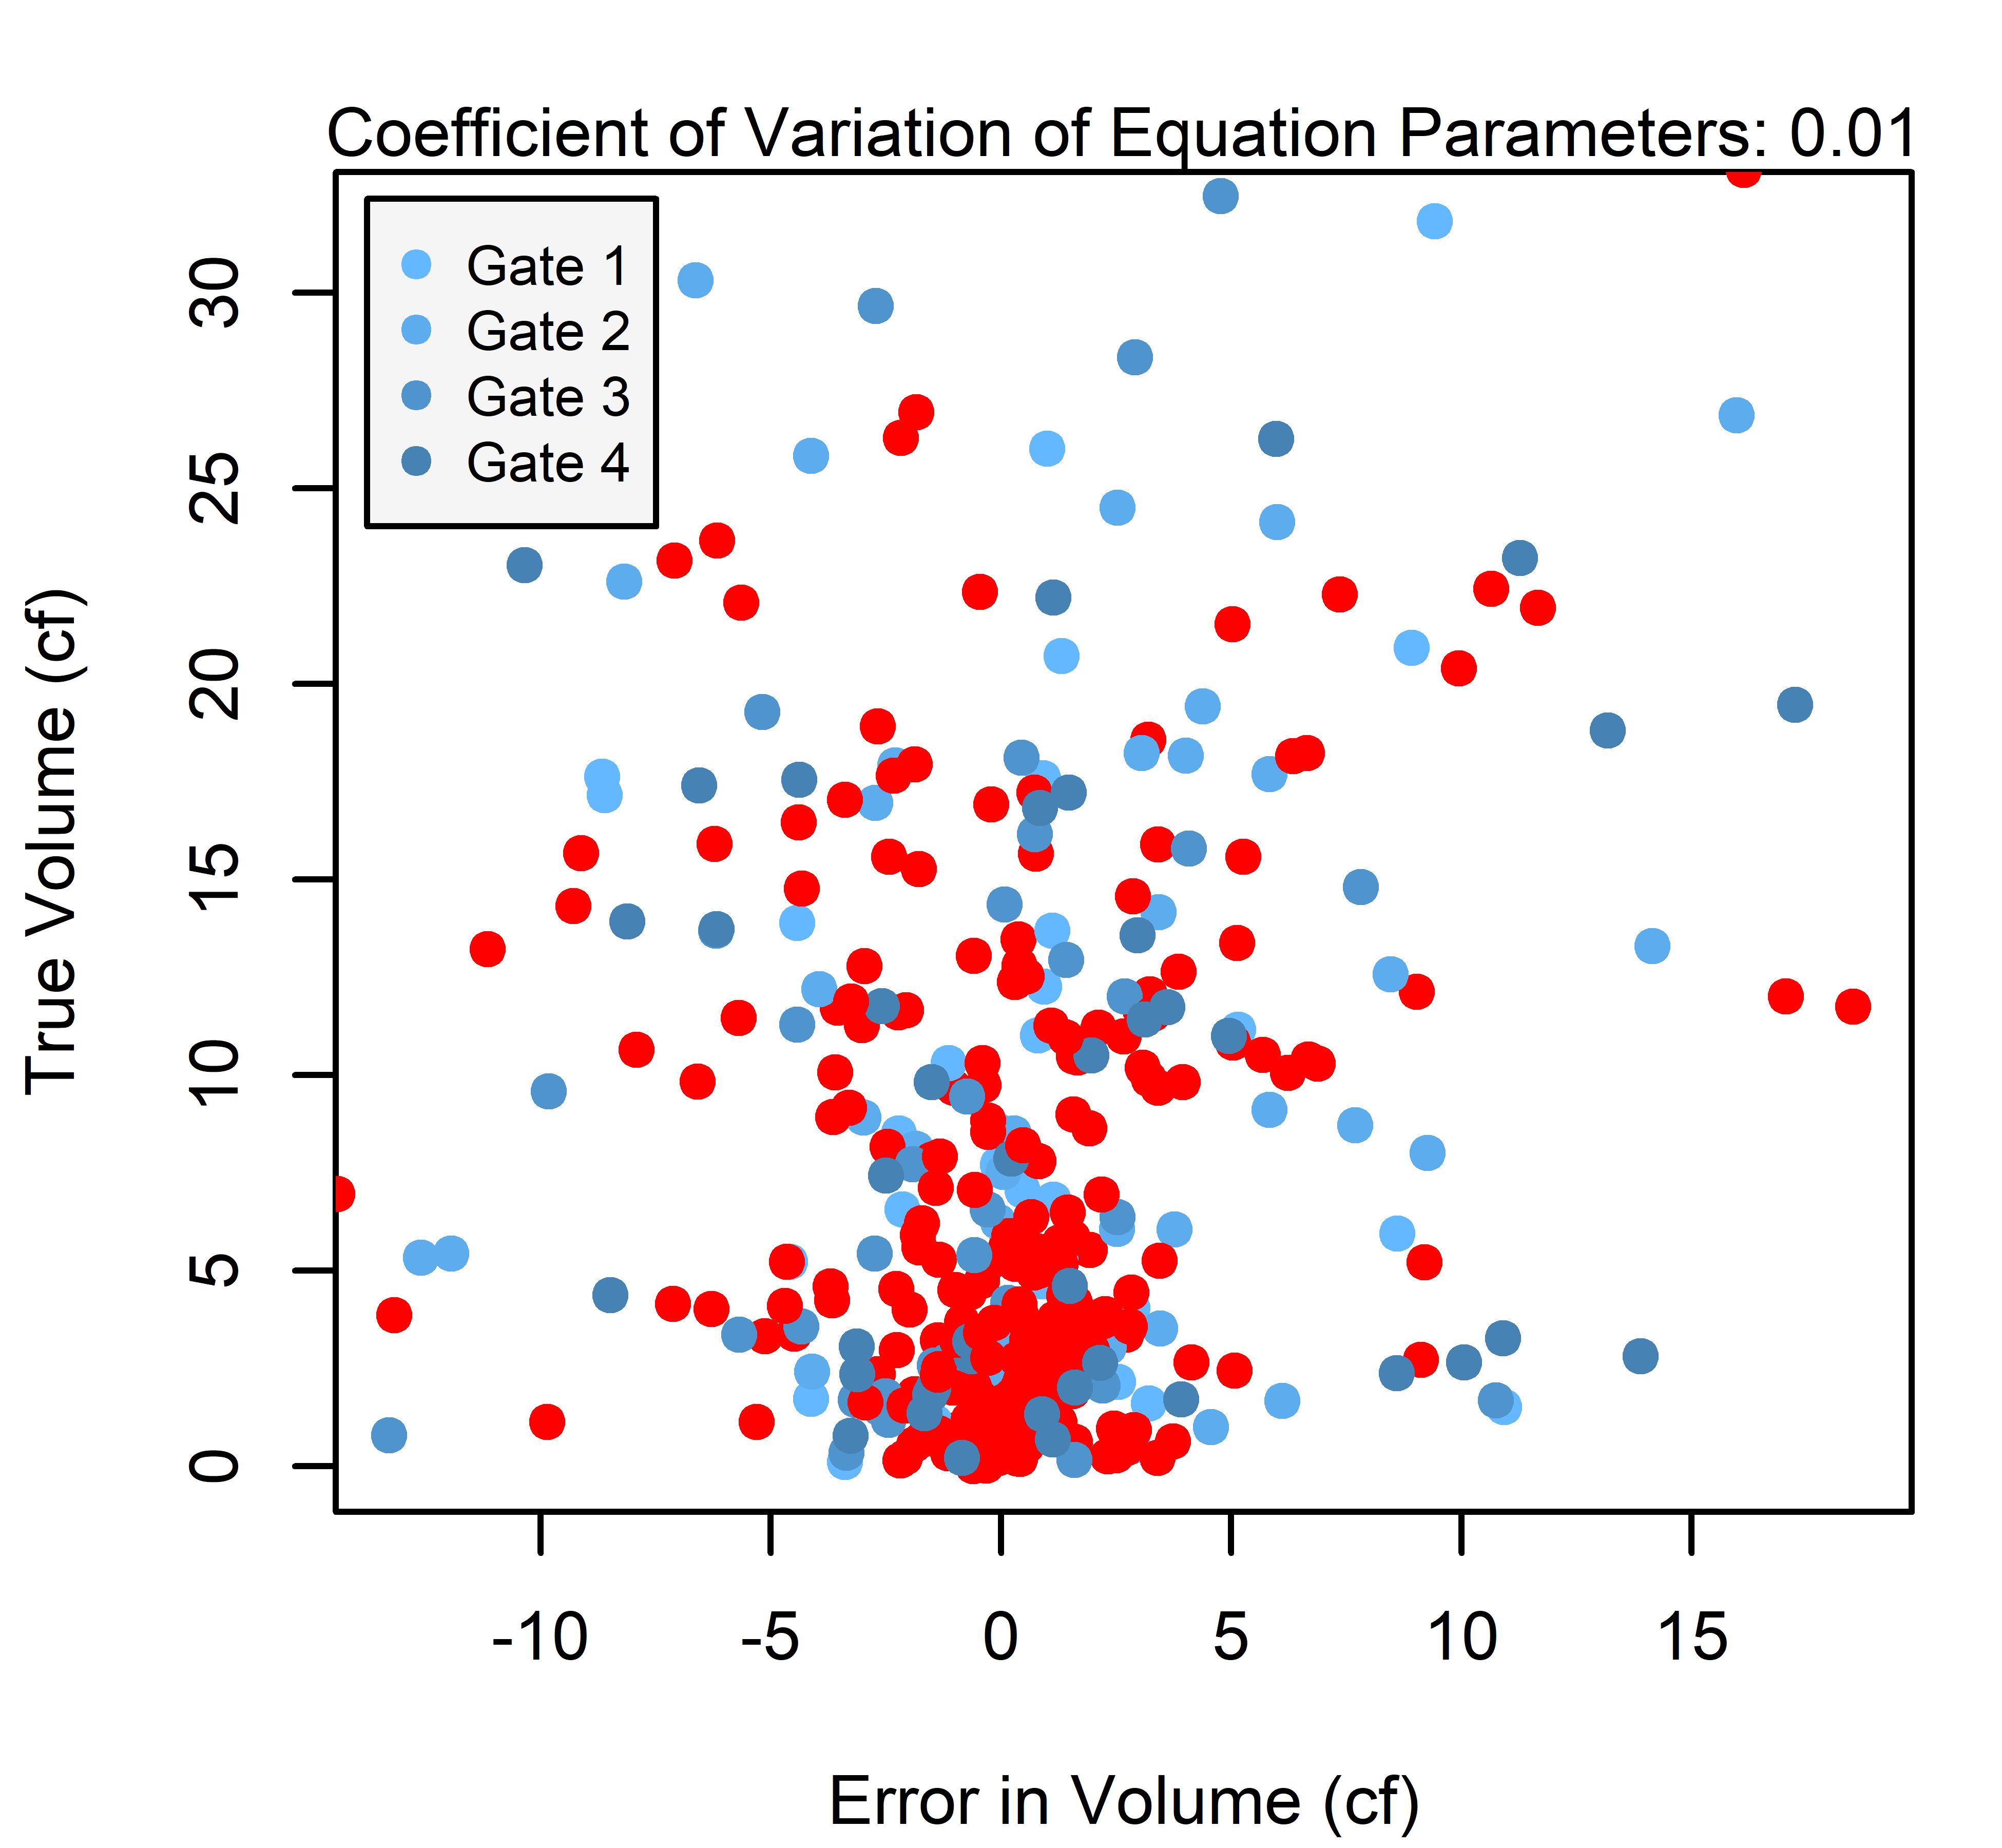 Coefficient of Variation of Equation Parameters: 0.01
Gate 1
Gate 2
Gate 3
Gate 4
True Volume (cf)
30
25
20
15
10
5
0
-10 -5 0 5 10 15
Error in Volume (cf)